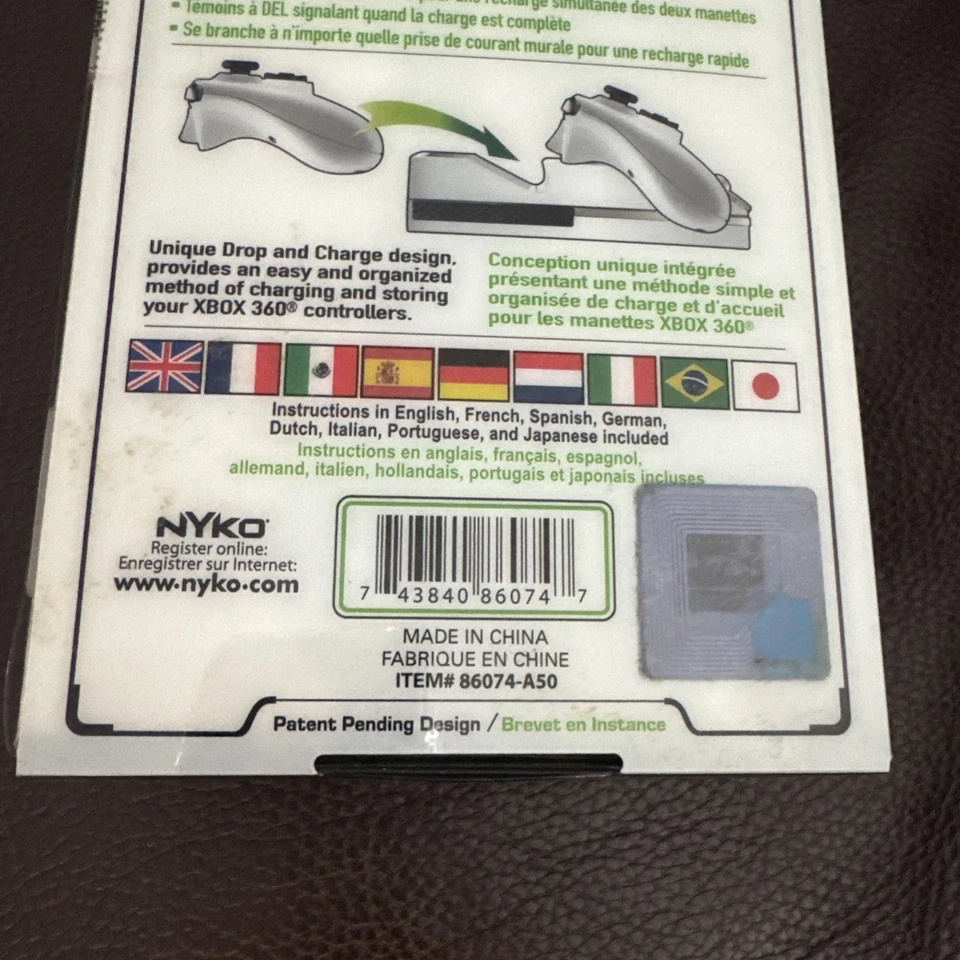 recharge simultanée des deux manettes
Témoins à DEL signalant quand la charge est complète
Se branche à n'importe quelle prise de courant murale pour une recharge rapide
Unique Drop and Charge design.
provides an easy and organized
method of charging and storing
your XBOX 360® controllers.
Conception unique intégrée
présentant une méthode simple et
organisée de charge et d'accueil
pour les manettes XBOX 360®
Instructions in English, French, Spanish, German,
Dutch, Italian, Portuguese, and Japanese included
Instructions en anglais, français, espagnol,
allemand, italien, hollandais, portugais et japonais incluses
NYKO
Register online:
Enregistrer sur Internet:
www.nyko.com
7 43840 86074 7
MADE IN CHINA
FABRIQUE EN CHINE
ITEM# 86074-A50
Patent Pending Design / Brevet en Instance